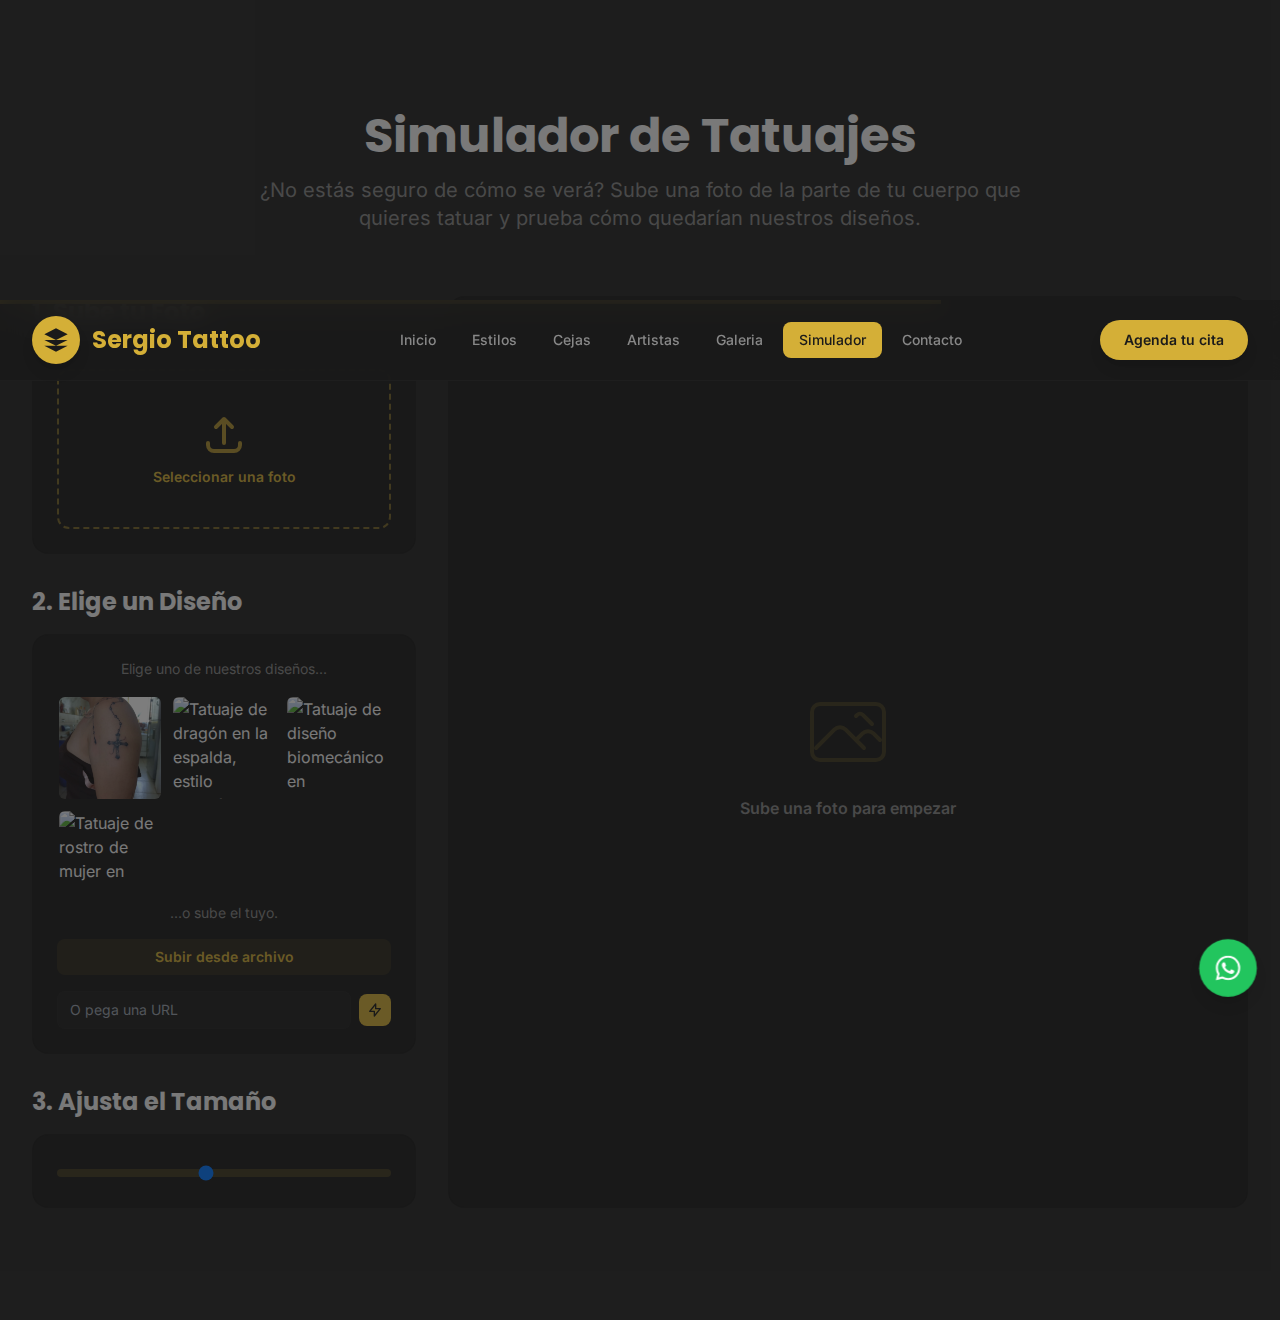 Simulador de Tatuajes
¿No estás seguro de cómo se verá? Sube una foto de la parte de tu cuerpo que
quieres tatuar y prueba cómo quedarían nuestros diseños.
Sergio Tattoo
Inicio
Estilos
Cejas
Artistas
Galeria
Simulador
Contacto
Agenda tu cita
Seleccionar una foto
2. Elige un Diseño
Elige uno de nuestros diseños...
Tatuaje de
dragón en la
espalda,
estilo
Tatuaje de
diseño
biomecánico
en
Tatuaje de
rostro de
mujer en
...o sube el tuyo.
Subir desde archivo
O pega una URL
3. Ajusta el Tamaño
Sube una foto para empezar